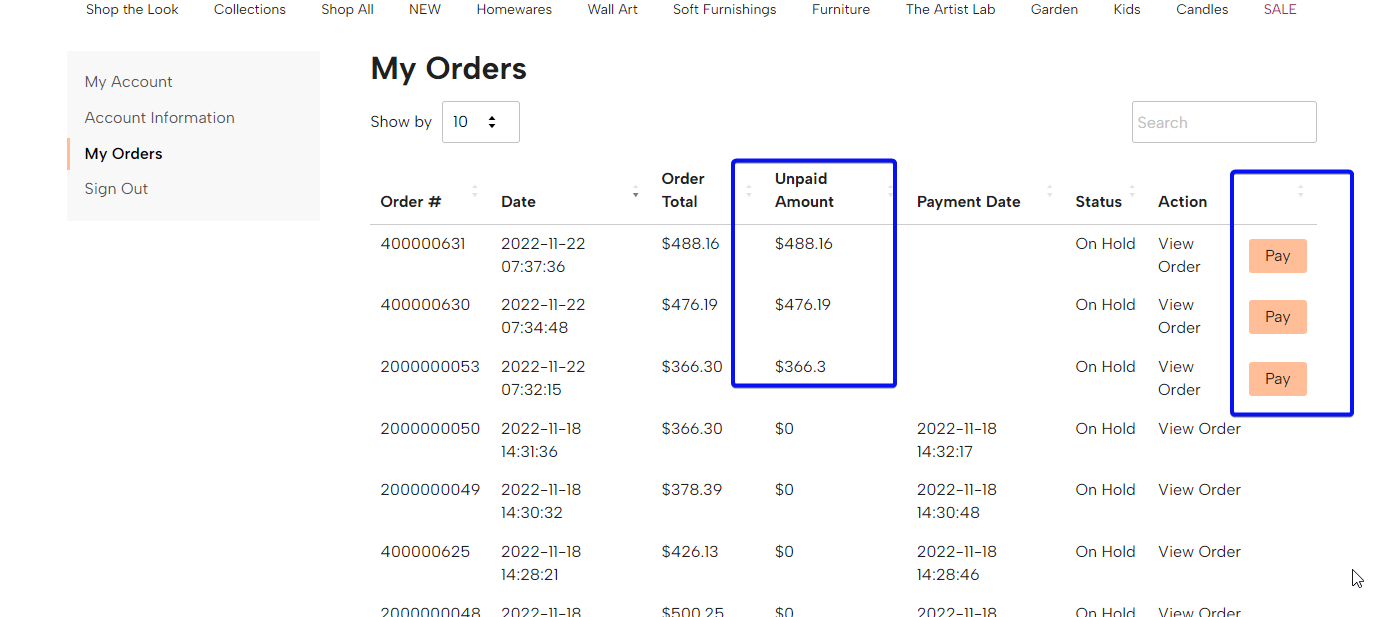 Shop the Look Collections Shop All NEW Homewares Wall Art Soft Furnishings Furniture The Artist Lab Garden Kids Candles SALE
My Account
Account Information
My Orders
Sign Out
My Orders
Show by 10 Search
Order # Date Order Total Unpaid Amount Payment Date Status Action
400000631 2022-11-22 $488.16 $488.16 On Hold View Pay
07:37:36 Order
400000630 2022-11-22 $476.19 $476.19 On Hold View Pay
07:34:48 Order
2000000053 2022-11-22 $366.30 $366.3 On Hold View Pay
07:32:15 Order
2000000050 2022-11-18 $366.30 $0 2022-11-18 On Hold View Order
14:31:36 14:32:17
2000000049 2022-11-18 $378.39 $0 2022-11-18 On Hold View Order
14:30:32 14:30:48
400000625 2022-11-18 $426.13 $0 2022-11-18 On Hold View Order
14:28:21 14:28:46
2000000048 2022-11-18 $500.25 $0 2022-11-18 On Hold View Order